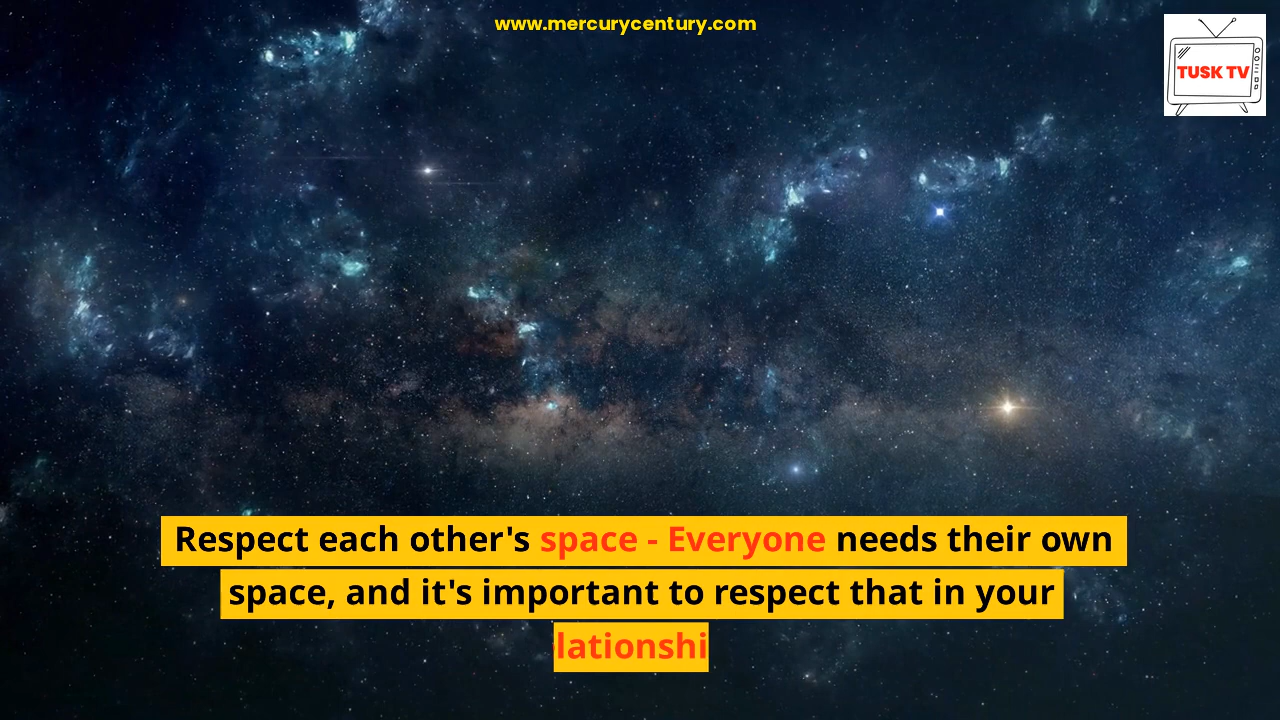 www.mercurycentury.com
TUSK TV
Respect each other's space - Everyone needs their own
space, and it's important to respect that in your
lationshi